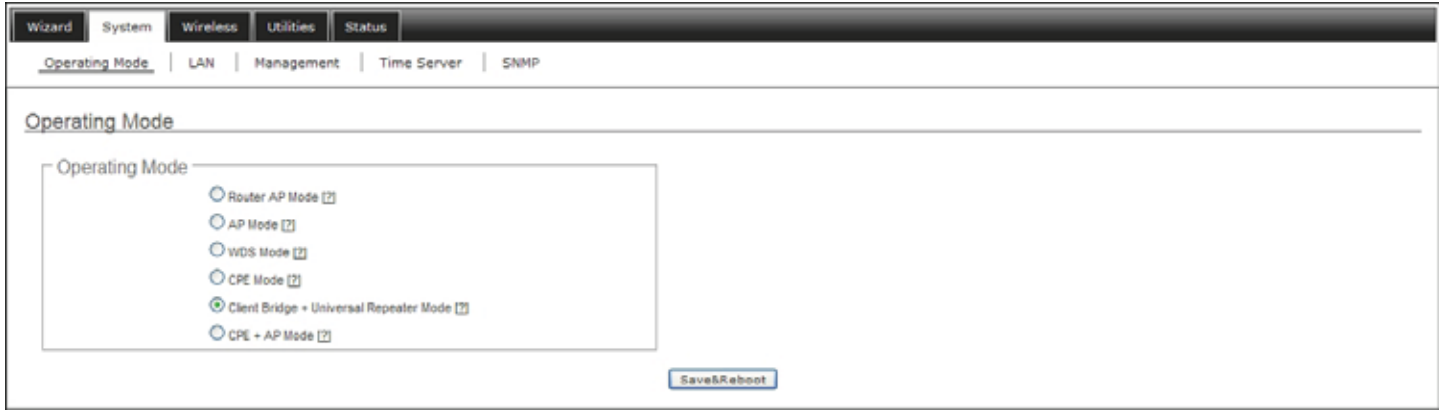 Wizard System Wireless Utilities Status
Operating Mode LAN Management Time Server SNMP
Operating Mode
Operating Mode
Router AP Mode [?]
AP Mode [?]
WDS Mode [?]
CPE Mode [?]
Client Bridge + Universal Repeater Mode [?]
CPE + AP Mode [?]
Save&Reboot